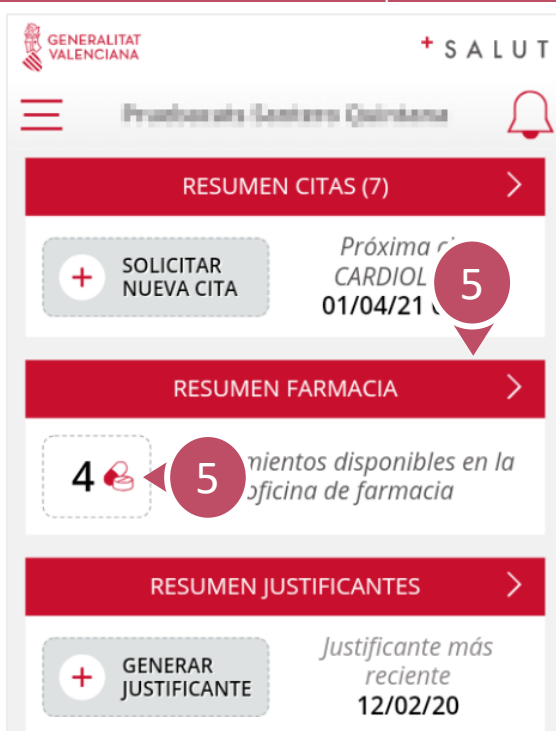 GENERALITAT
VALENCIANA
+ SALUT
RESUMEN CITAS (7)
SOLICITAR
NUEVA CITA
Próxima
CARDIOL
01/04/21
5
RESUMEN FARMACIA
4
5
oficina de farmacia
disponibles en la
RESUMEN JUSTIFICANTES
GENERAR
JUSTIFICANTE
Justificante más
reciente
12/02/20